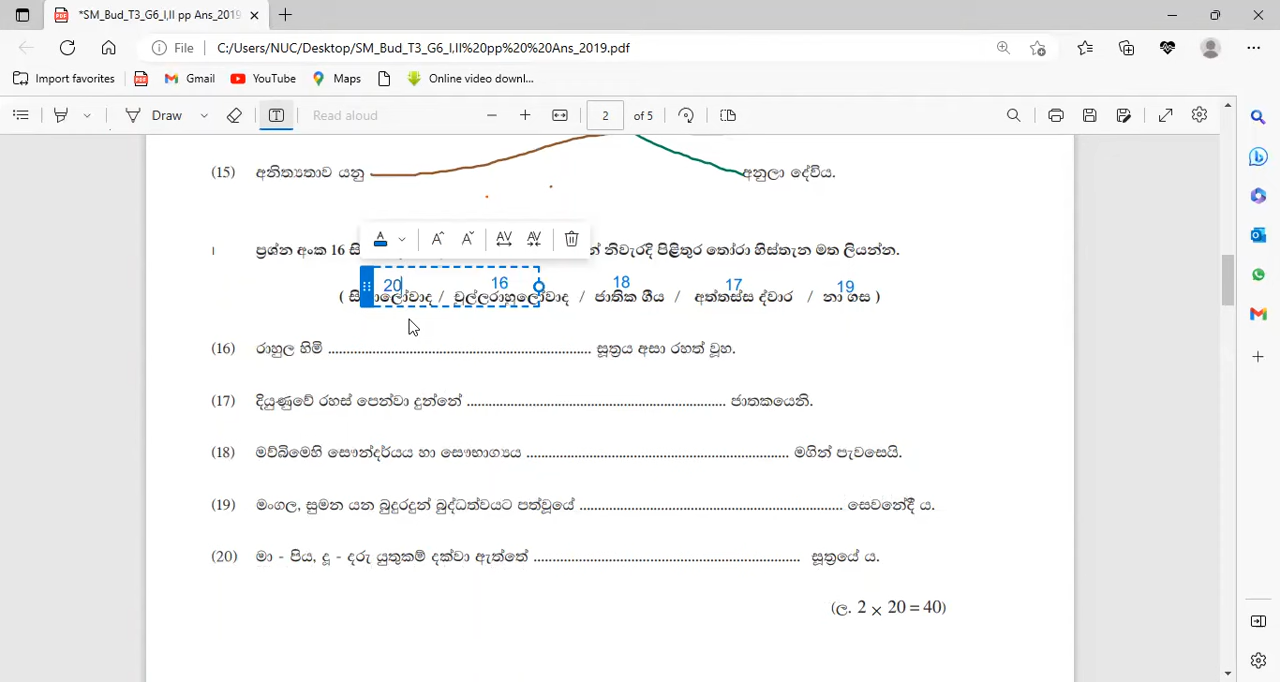 *SM_Bud_T3_G6_I,II pp Ans_2019
File C:/Users/NUC/Desktop/SM_Bud_T3_G6_I,II%20pp%20%20Ans_2019.pdf
Import favorites Gmail YouTube Maps Online video downl...
Draw Read aloud 2 of 5
(15) අනිත්‍යතාව යනු අනුලා දේවිය.
I ප්‍රශ්න අංක 16 සි න් නිවැරදි පිළිතුර තෝරා හිස්තැන මත ලියන්න.
20 16 18 17 19
( සි ාලෝවාද / චුල්ලරාහුලෝවාද / ජාතික ගීය / අත්තස්ස ද්වාර / නා ගස )
(16) රාහුල හිමි .......................................................... සූත්‍රය අසා රහත් වූහ.
(17) දියුණුවේ රහස් පෙන්වා දුන්නේ .......................................................... ජාතකයෙනි.
(18) මව්බිමෙහි සෞන්දර්යය හා සෞභාග්‍යය .......................................................... මගින් පැවසෙයි.
(19) මංගල, සුමන යන බුදුරදුන් බුද්ධත්වයට පත්වූයේ .......................................................... සෙවනේදී ය.
(20) මා - පිය, දූ - දරු යුතුකම් දක්වා ඇත්තේ .......................................................... සූත්‍රයේ ය.
(ල. 2 × 20 = 40)